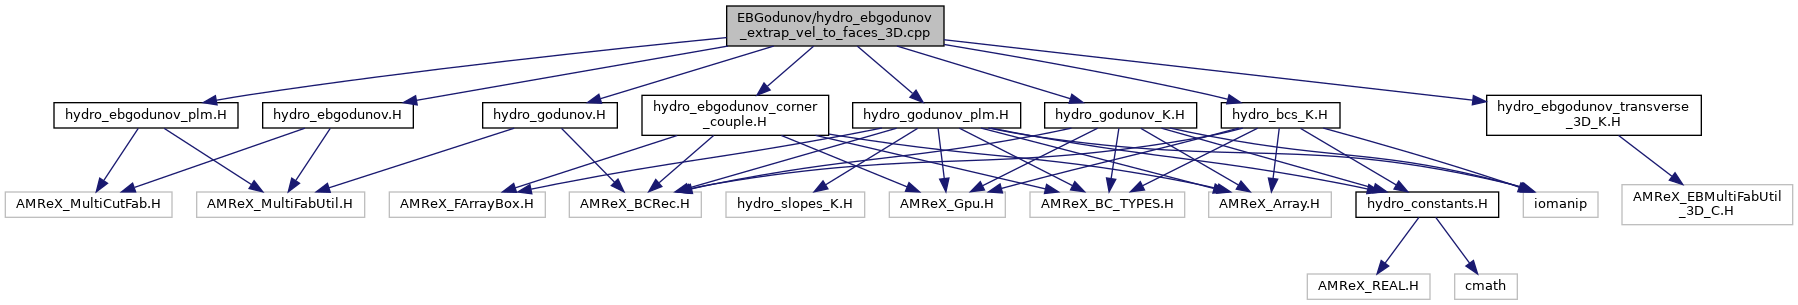 EBGodunov/hydro_ebgodunov
_extrap_vel_to_faces_3D.cpp
hydro_ebgodunov_plm.H
hydro_ebgodunov.H
hydro_godunov.H
hydro_ebgodunov_corner
_couple.H
hydro_godunov_plm.H
hydro_godunov_K.H
hydro_bcs_K.H
hydro_ebgodunov_transverse
_3D_K.H
AMReX_MultiCutFab.H
AMReX_MultiFabUtil.H
AMReX_FArrayBox.H
AMReX_BCRec.H
hydro_slopes_K.H
AMReX_Gpu.H
AMReX_BC_TYPES.H
AMReX_Array.H
hydro_constants.H
iomanip
AMReX_EBMultiFabUtil
_3D_C.H
AMReX_REAL.H
cmath